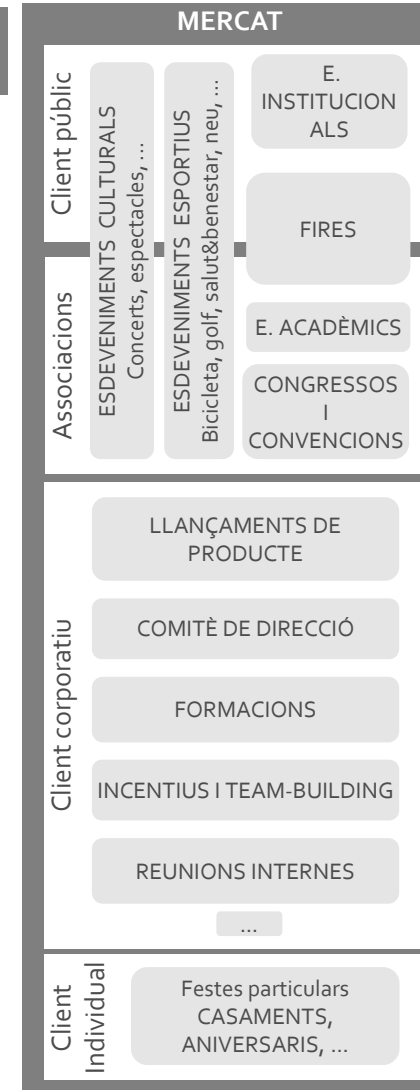 MERCAT
Client públic
ESDEVENIMENTS CULTURALS
Concerts, espectacles, ...
ESDEVENIMENTS ESPORTIUS
Bicicleta, golf, salut&benestar, neu, ...
E.
INSTITUCION
ALS
FIRES
Associacions
E. ACADÈMICS
CONGRESSOS
I
CONVENCIONS
Client corporatiu
LLANÇAMENTS DE
PRODUCTE
COMITÈ DE DIRECCIÓ
FORMACIONS
INCENTIUS I TEAM-BUILDING
REUNIONS INTERNES
...
Client
Individual
Festes particulars
CASAMENTS,
ANIVERSARIS, ...